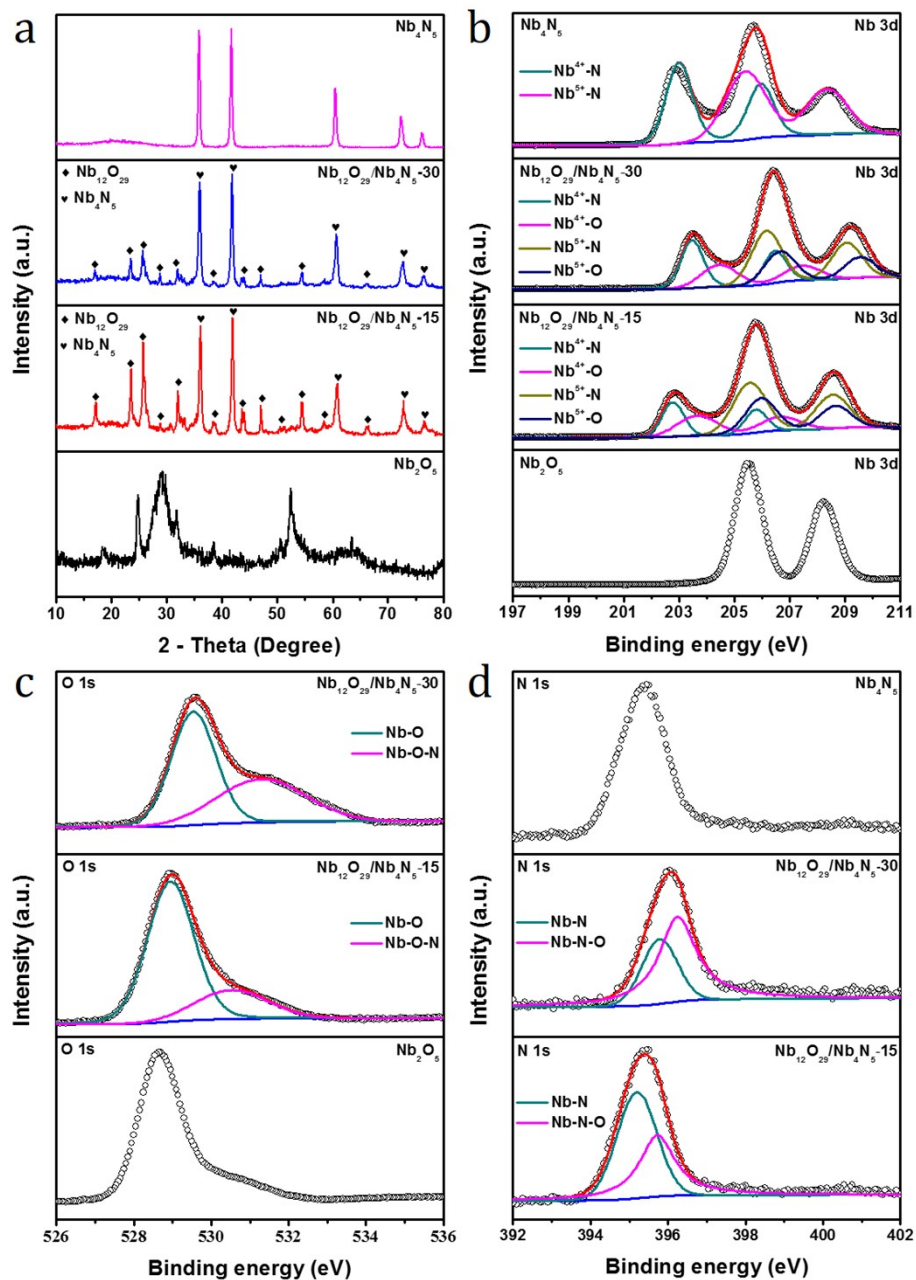 a
Nb₄N₅
♦ Nb₁₂O₂₉ Nb₁₂O₂₉/Nb₄N₅-30
♥ Nb₄N₅
♦ Nb₁₂O₂₉ Nb₁₂O₂₉/Nb₄N₅-15
♥ Nb₄N₅
Nb₂O₅
Intensity (a.u.)
10 20 30 40 50 60 70 80
2 - Theta (Degree)
b
Nb₄N₅ Nb 3d
Nb⁴⁺-N
Nb⁵⁺-N
Nb₁₂O₂₉/Nb₄N₅-30 Nb 3d
Nb⁴⁺-N
Nb⁴⁺-O
Nb⁵⁺-N
Nb⁵⁺-O
Nb₁₂O₂₉/Nb₄N₅-15 Nb 3d
Nb⁴⁺-N
Nb⁴⁺-O
Nb⁵⁺-N
Nb⁵⁺-O
Nb₂O₅ Nb 3d
Intensity (a.u.)
197 199 201 203 205 207 209 211
Binding energy (eV)
c
O 1s Nb₁₂O₂₉/Nb₄N₅-30
Nb-O
Nb-O-N
O 1s Nb₁₂O₂₉/Nb₄N₅-15
Nb-O
Nb-O-N
O 1s Nb₂O₅
Intensity (a.u.)
526 528 530 532 534 536
Binding energy (eV)
d
N 1s Nb₄N₅
N 1s Nb₁₂O₂₉/Nb₄N₅-30
Nb-N
Nb-N-O
N 1s Nb₁₂O₂₉/Nb₄N₅-15
Nb-N
Nb-N-O
Intensity (a.u.)
392 394 396 398 400 402
Binding energy (eV)